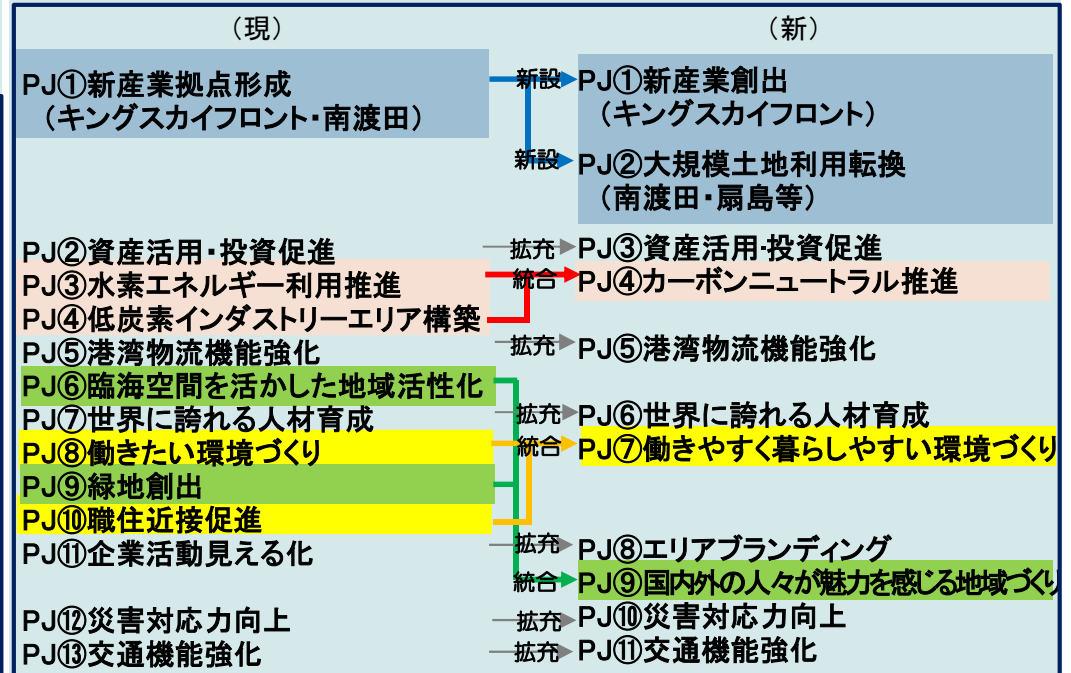 （現）
（新）
PJ①新産業拠点形成
（キングスカイフロント・南渡田）
新設
PJ①新産業創出
（キングスカイフロント）
新設
PJ②大規模土地利用転換
（南渡田・扇島等）
PJ②資産活用・投資促進
拡充
PJ③資産活用・投資促進
PJ③水素エネルギー利用推進
統合
PJ④カーボンニュートラル推進
PJ④低炭素インダストリーエリア構築
PJ⑤港湾物流機能強化
拡充
PJ⑤港湾物流機能強化
PJ⑥臨海空間を活かした地域活性化
PJ⑦世界に誇れる人材育成
拡充
PJ⑥世界に誇れる人材育成
PJ⑧働きたい環境づくり
統合
PJ⑦働きやすく暮らしやすい環境づくり
PJ⑨緑地創出
PJ⑩職住近接促進
PJ⑪企業活動見える化
拡充
PJ⑧エリアブランディング
統合
PJ⑨国内外の人々が魅力を感じる地域づくり
PJ⑫災害対応力向上
拡充
PJ⑩災害対応力向上
PJ⑬交通機能強化
拡充
PJ⑪交通機能強化